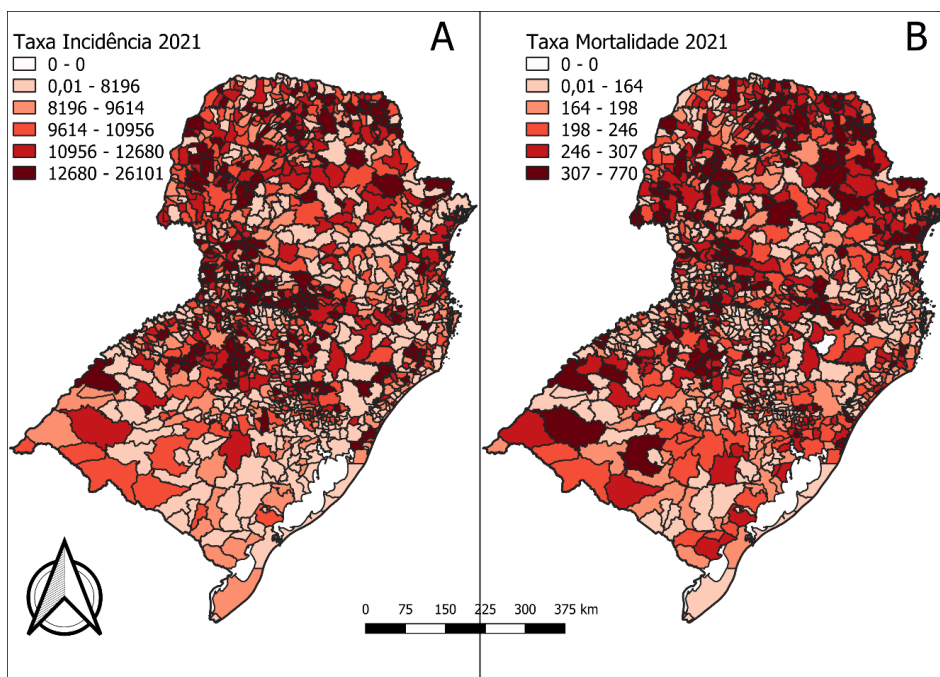 Taxa Incidência 2021
0 - 0
0,01 - 8196
8196 - 9614
9614 - 10956
10956 - 12680
12680 - 26101
A
Taxa Mortalidade 2021
0 - 0
0,01 - 164
164 - 198
198 - 246
246 - 307
307 - 770
B
0 75 150 225 300 375 km